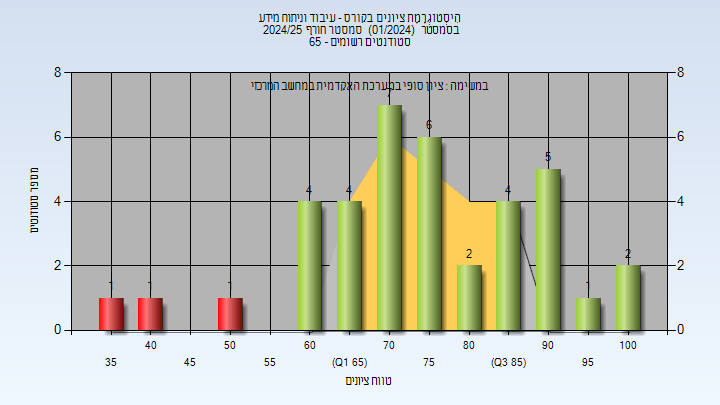 היסטוגרמת ציונים בקורס - עיבוד וניתוח מידע
בסמסטר (01/2024) סמסטר חורף 2024/25
סטודנטים רשומים - 65
במשימה : ציון סופי במערכת האקדמית במחשב המרכזי
מספר סטודנטים
8 8
6 6
4 4
2 2
0 0
1 1 1 4 4 7 6 2 4 5 1 2
40 50 60 70 80 90 100
35 45 55 (Q1 65) 75 (Q3 85) 95
טווח ציונים